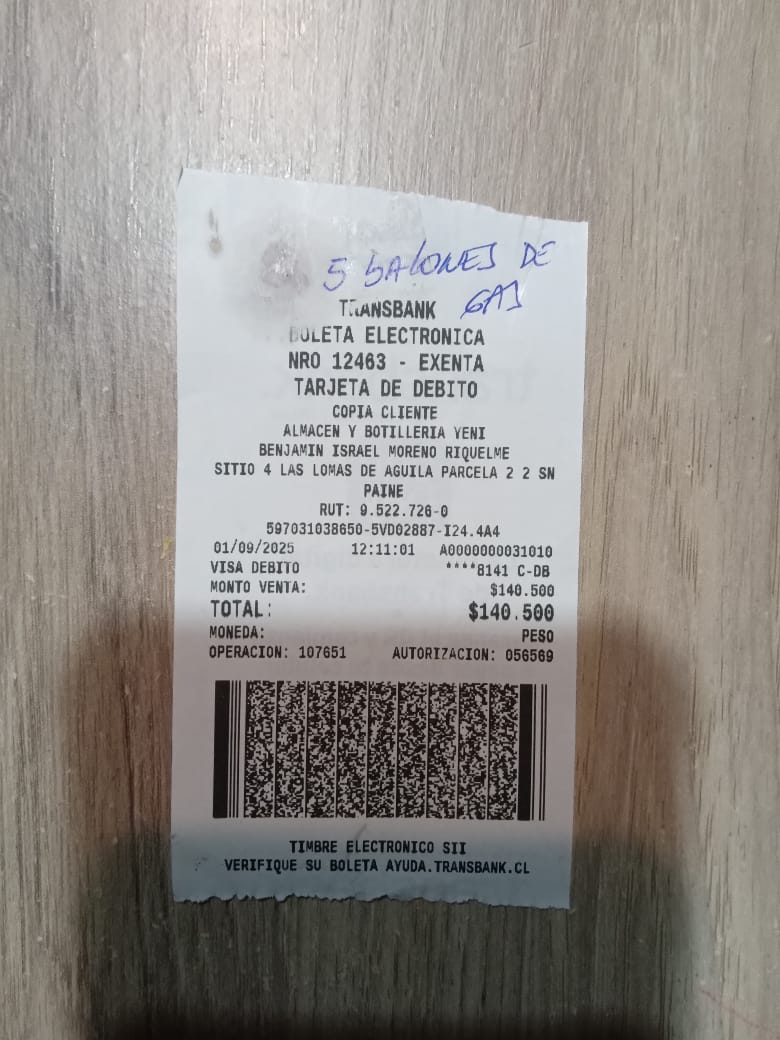 5 BALONES DE
GAS
TRANSBANK
BOLETA ELECTRONICA
NRO 12463 - EXENTA
TARJETA DE DEBITO
COPIA CLIENTE
ALMACEN Y BOTILLERIA YENI
BENJAMIN ISRAEL MORENO RIQUELME
SITIO 4 LAS LOMAS DE AGUILA PARCELA 2 2 SN
PAINE
RUT: 9.522.726-0
597031038650-5VD02887-I24.4A4
01/09/2025 12:11:01 A0000000031010
VISA DEBITO ****8141 C-DB
MONTO VENTA: $140.500
TOTAL: $140.500
MONEDA: PESO
OPERACION: 107651 AUTORIZACION: 056569
TIMBRE ELECTRONICO SII
VERIFIQUE SU BOLETA AYUDA.TRANSBANK.CL